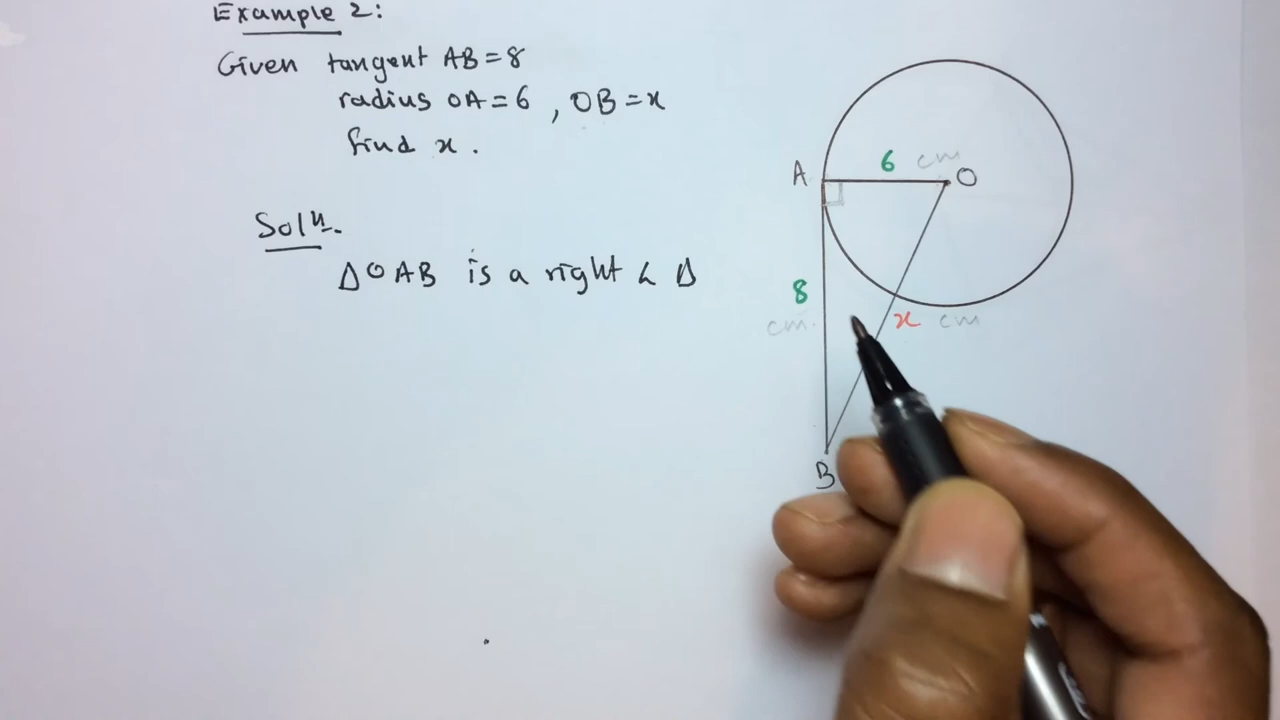 Example 2:
Given tangent AB = 8
radius OA = 6 , OB = x
find x .
Solⁿ.
Δ OAB is a right ∠ Δ
A
6 cm
O
8
cm.
x cm
B